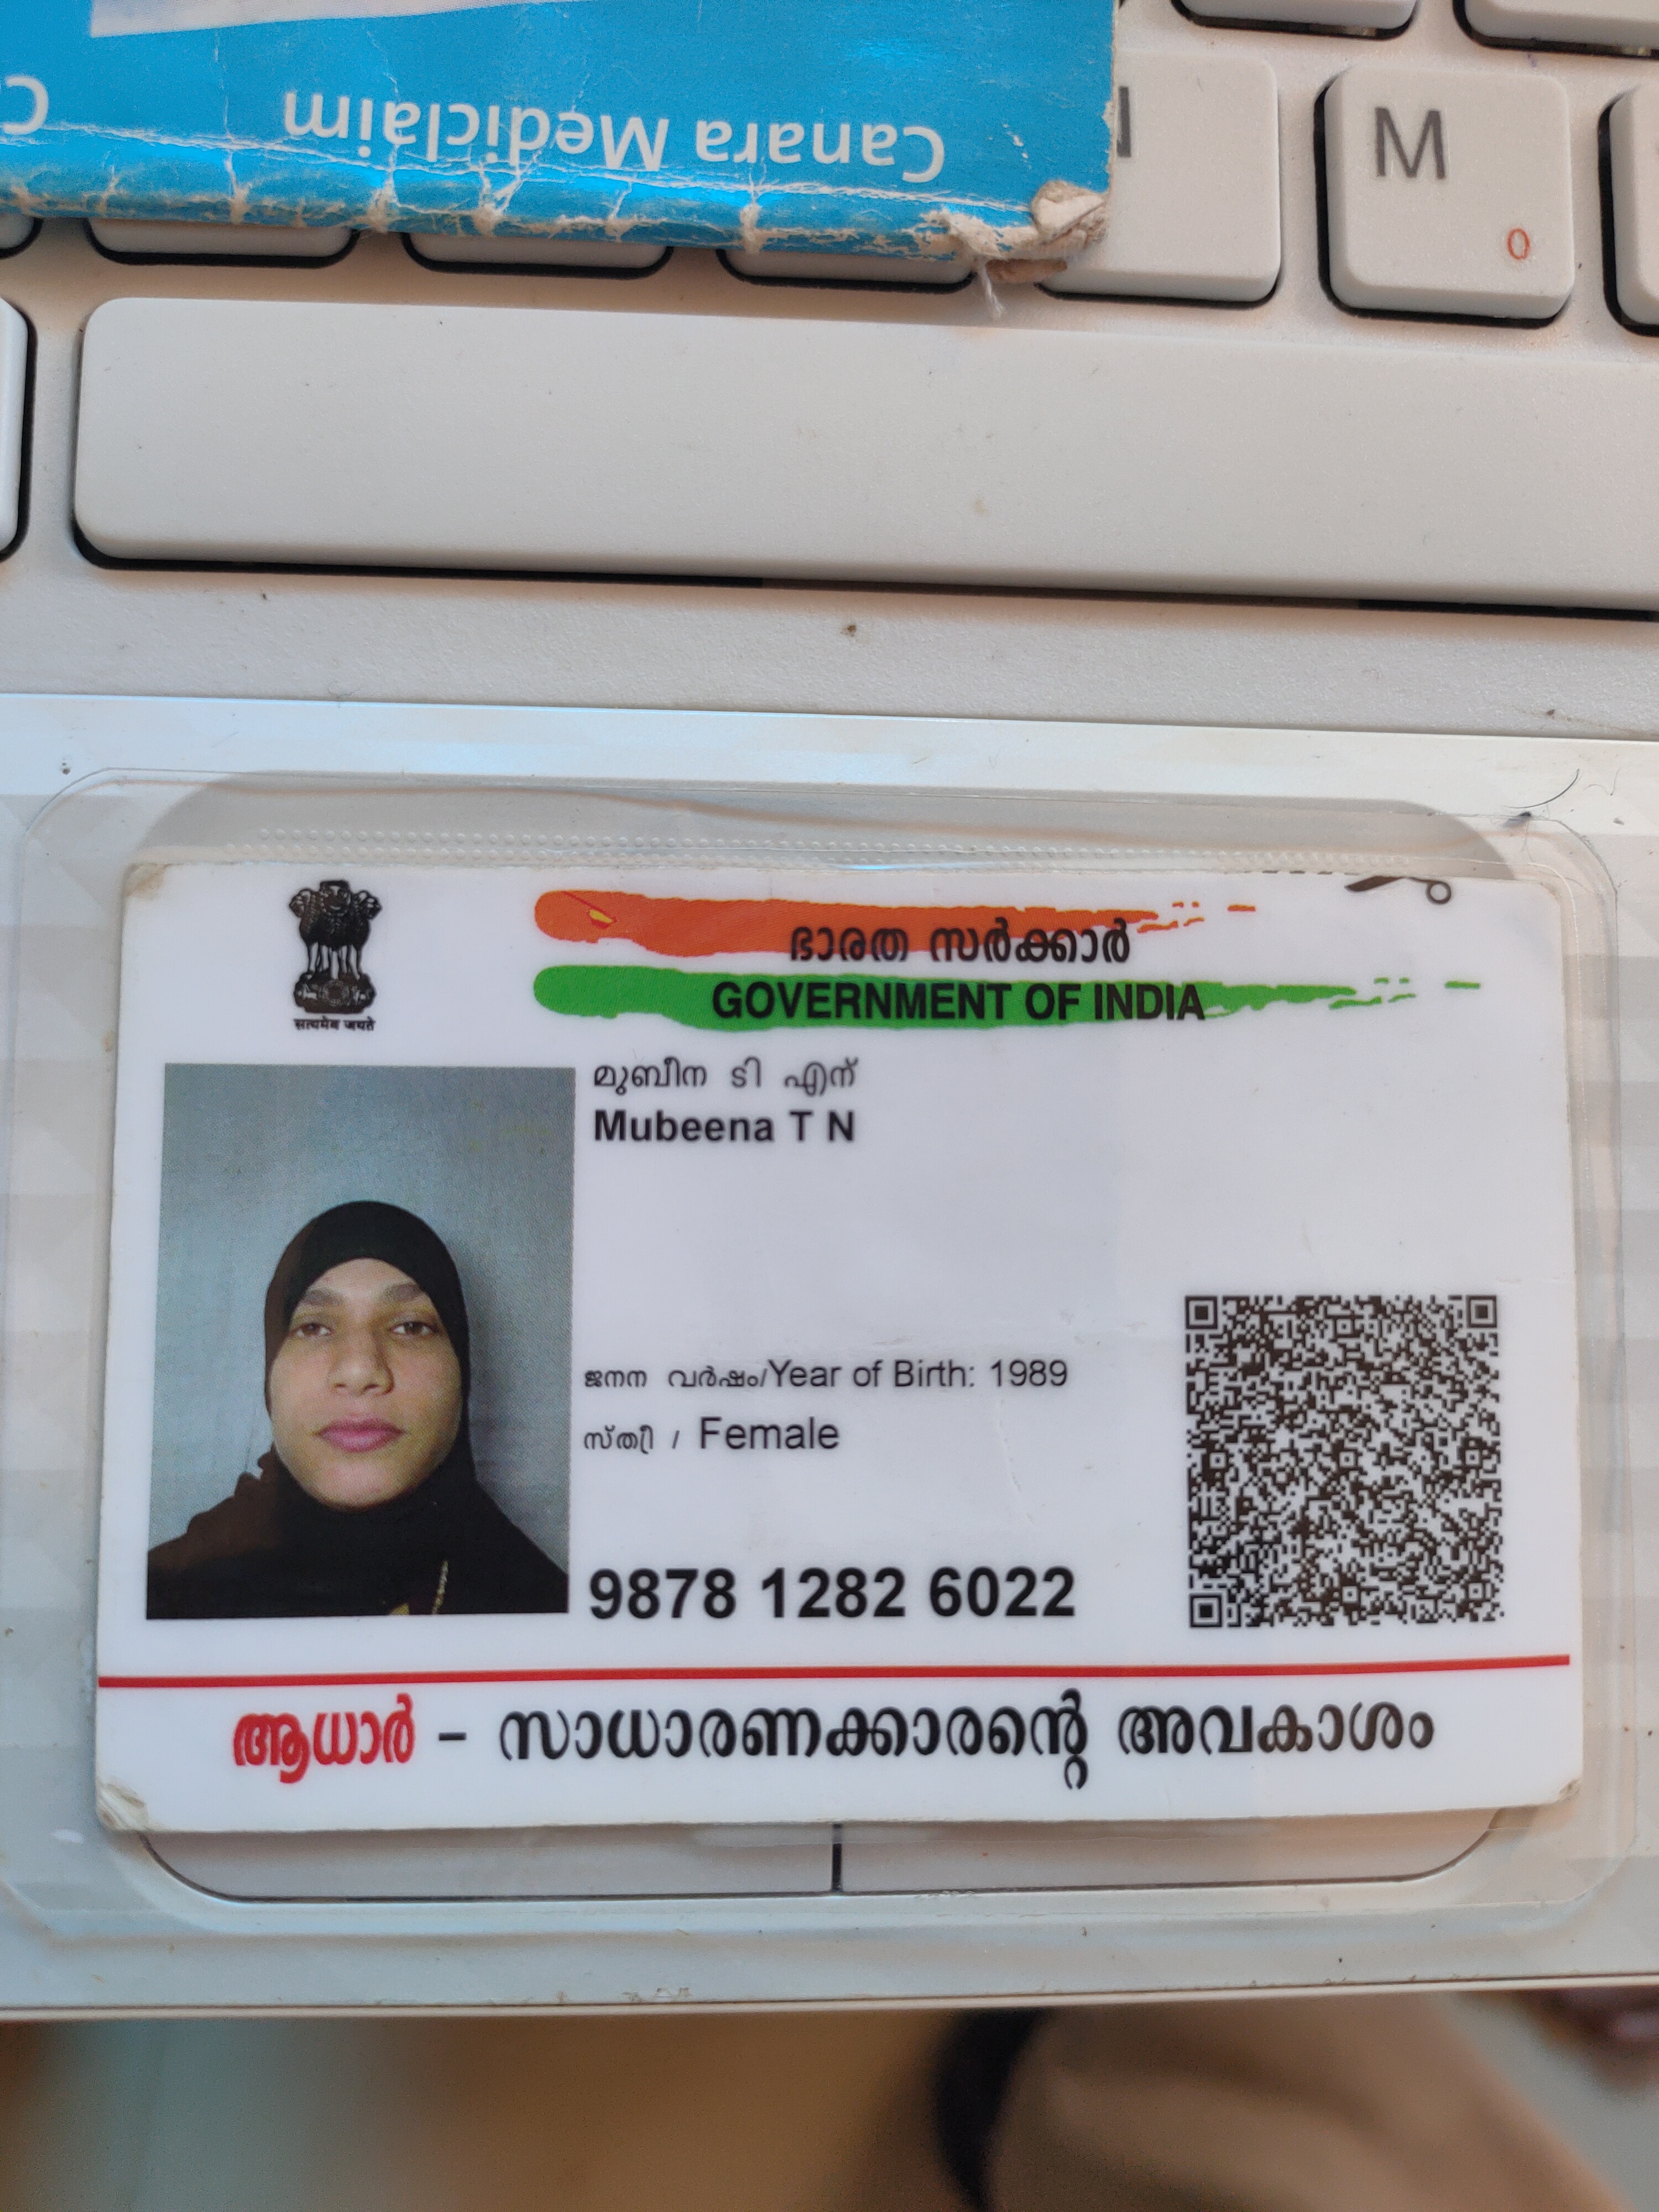 Canara Mediclaim
C
M
0
ഭാരത സർക്കാർ
GOVERNMENT OF INDIA
सत्यमेव जयते
മുബീന ടി എന്
Mubeena T N
ജനന വർഷം/Year of Birth: 1989
സ്ത്രീ / Female
9878 1282 6022
ആധാർ – സാധാരണക്കാരന്റെ അവകാശം